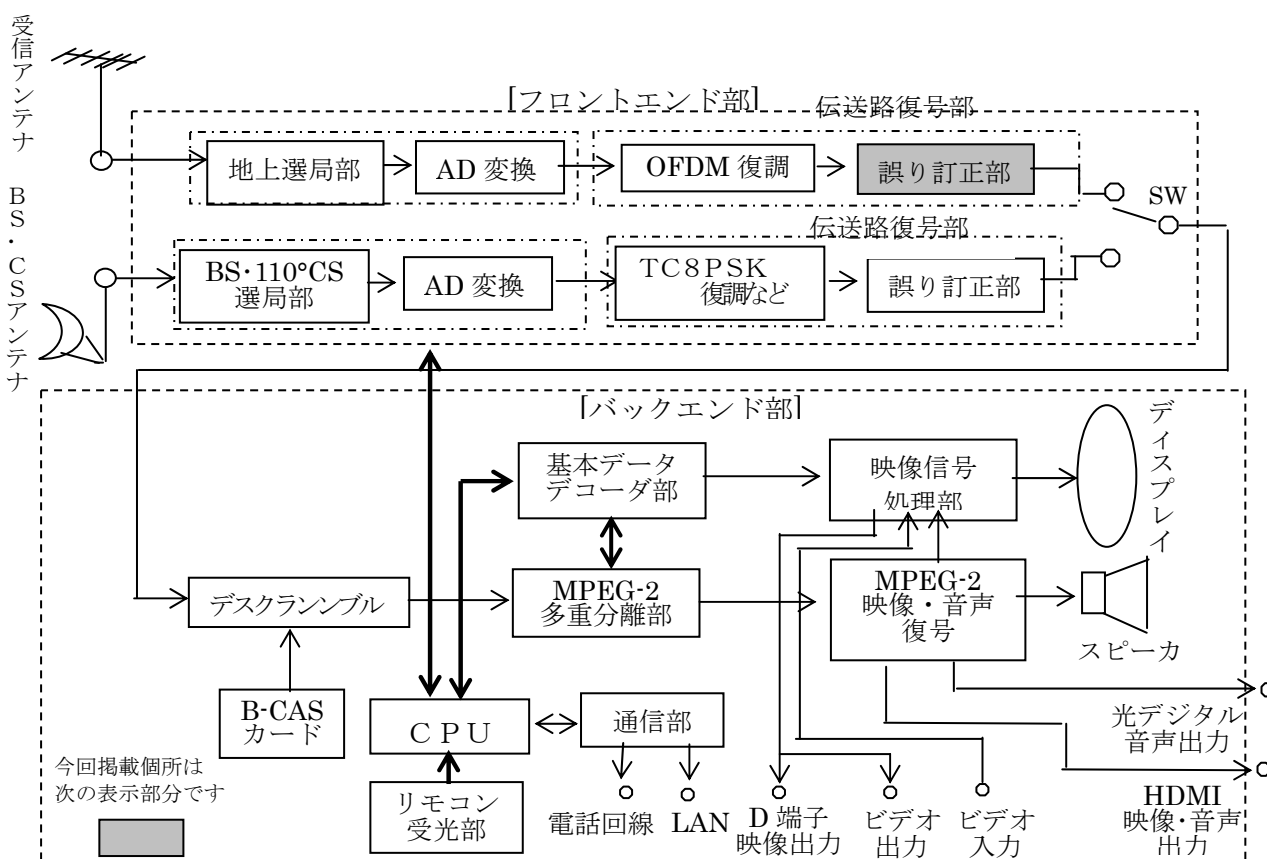 受信アンテナ
[フロントエンド部]
伝送路復号部
地上選局部
AD 変換
OFDM 復調
誤り訂正部
SW
BS・CSアンテナ
伝送路復号部
BS・110°CS
選局部
AD 変換
TC8PSK
復調など
誤り訂正部
[バックエンド部]
ディスプレイ
基本データ
デコーダ部
映像信号
処理部
デスクランンブル
MPEG-2
多重分離部
MPEG-2
映像・音声
復号
スピーカ
B-CAS
カード
CPU
通信部
光デジタル
音声出力
今回掲載個所は
次の表示部分です
リモコン
受光部
電話回線
LAN
D 端子
映像出力
ビデオ
出力
ビデオ
入力
HDMI
映像・音声
出力